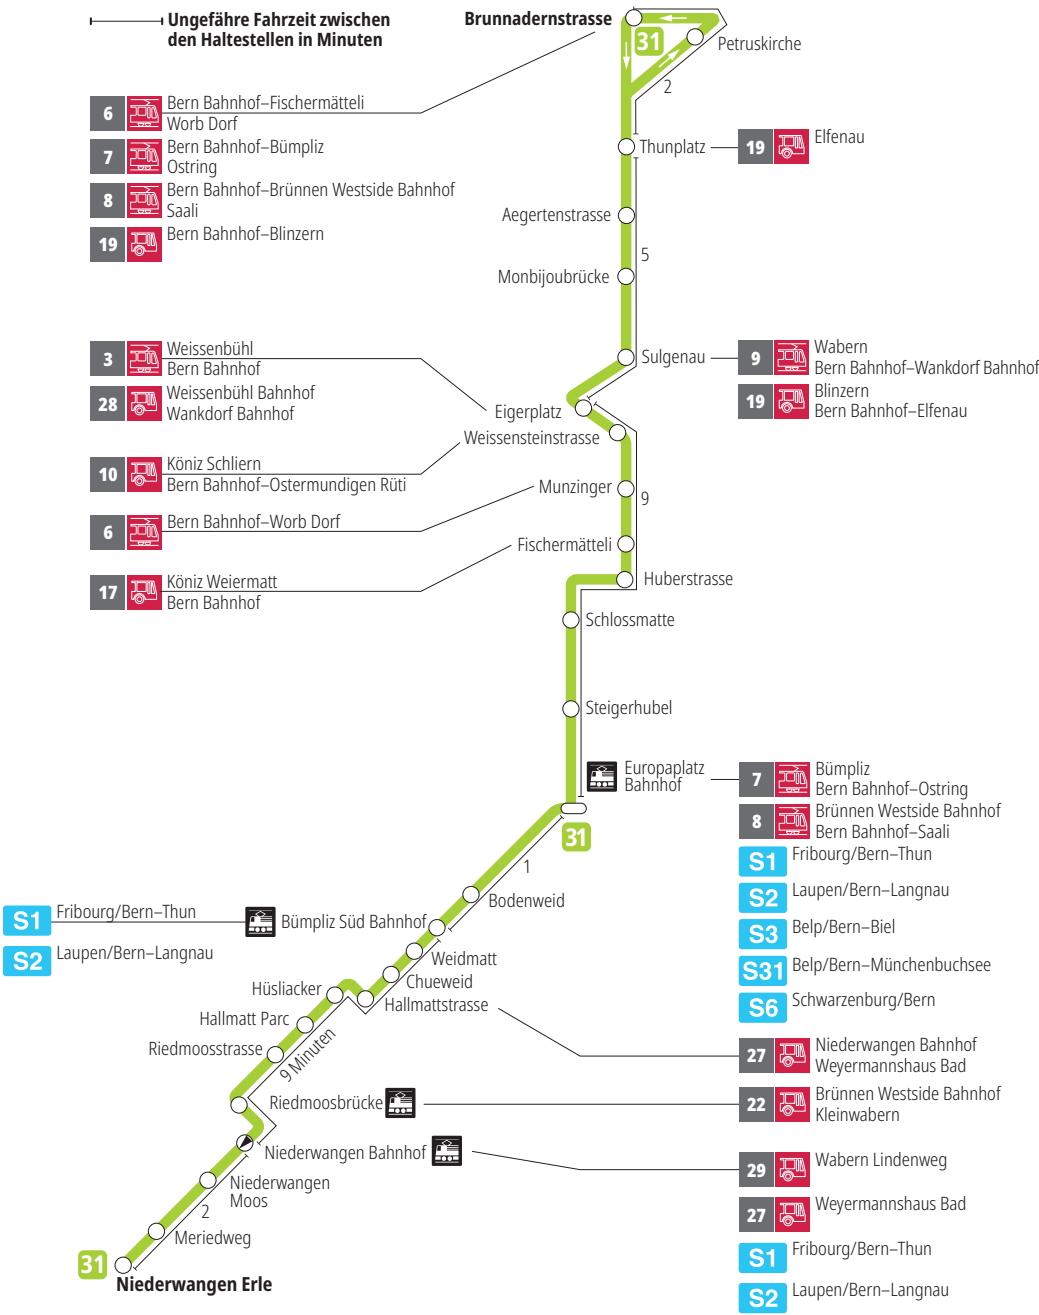 Ungefähre Fahrzeit zwischen
den Haltestellen in Minuten
Brunnadernstrasse
31
Petruskirche
2
6
Bern Bahnhof–Fischermätteli
Worb Dorf
7
Bern Bahnhof–Bümpliz
Ostring
8
Bern Bahnhof–Brünnen Westside Bahnhof
Saali
19
Bern Bahnhof–Blinzern
Thunplatz
19
Elfenau
Aegertenstrasse
5
Monbijoubrücke
3
Weissenbühl
Bern Bahnhof
28
Weissenbühl Bahnhof
Wankdorf Bahnhof
Sulgenau
9
Wabern
Bern Bahnhof–Wankdorf Bahnhof
19
Blinzern
Bern Bahnhof–Elfenau
Eigerplatz
Weissensteinstrasse
10
Köniz Schliern
Bern Bahnhof–Ostermundigen Rüti
Munzinger
9
6
Bern Bahnhof–Worb Dorf
Fischermätteli
17
Köniz Weiermatt
Bern Bahnhof
Huberstrasse
Schlossmatte
Steigerhubel
Europaplatz
Bahnhof
31
7
Bümpliz
Bern Bahnhof–Ostring
8
Brünnen Westside Bahnhof
Bern Bahnhof–Saali
S1
Fribourg/Bern–Thun
S2
Laupen/Bern–Langnau
S3
Belp/Bern–Biel
S31
Belp/Bern–Münchenbuchsee
S6
Schwarzenburg/Bern
1
Bodenweid
S1
Fribourg/Bern–Thun
S2
Laupen/Bern–Langnau
Bümpliz Süd Bahnhof
Weidmatt
Chueweid
Hallmattstrasse
Hüsliacker
Hallmatt Parc
Riedmoosstrasse
9 Minuten
27
Niederwangen Bahnhof
Weyermannshaus Bad
Riedmoosbrücke
22
Brünnen Westside Bahnhof
Kleinwabern
Niederwangen Bahnhof
29
Wabern Lindenweg
27
Weyermannshaus Bad
S1
Fribourg/Bern–Thun
S2
Laupen/Bern–Langnau
Niederwangen
Moos
2
Meriedweg
31
Niederwangen Erle